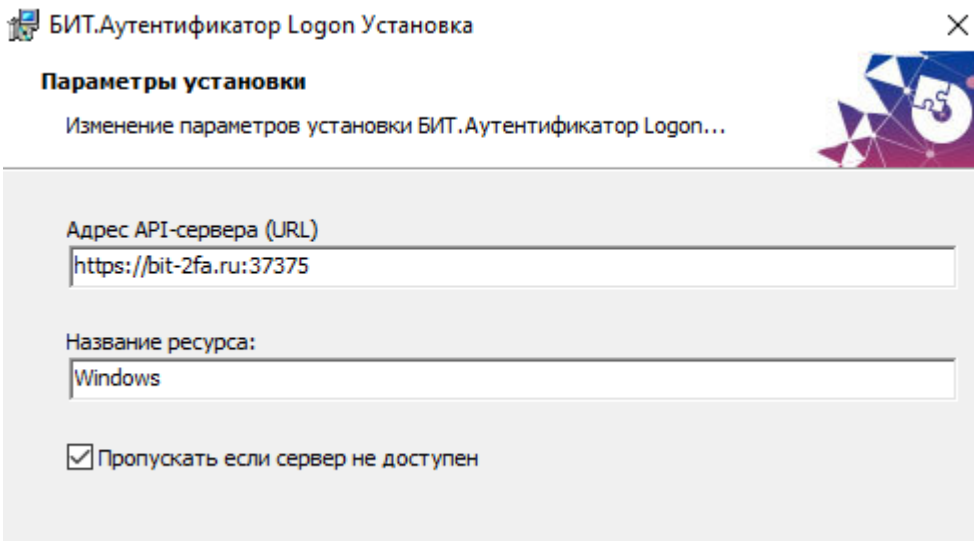 БИТ.Аутентификатор Logon Установка
Параметры установки
Изменение параметров установки БИТ.Аутентификатор Logon...
Адрес API-сервера (URL)
https://bit-2fa.ru:37375
Название ресурса:
Windows
Пропускать если сервер не доступен